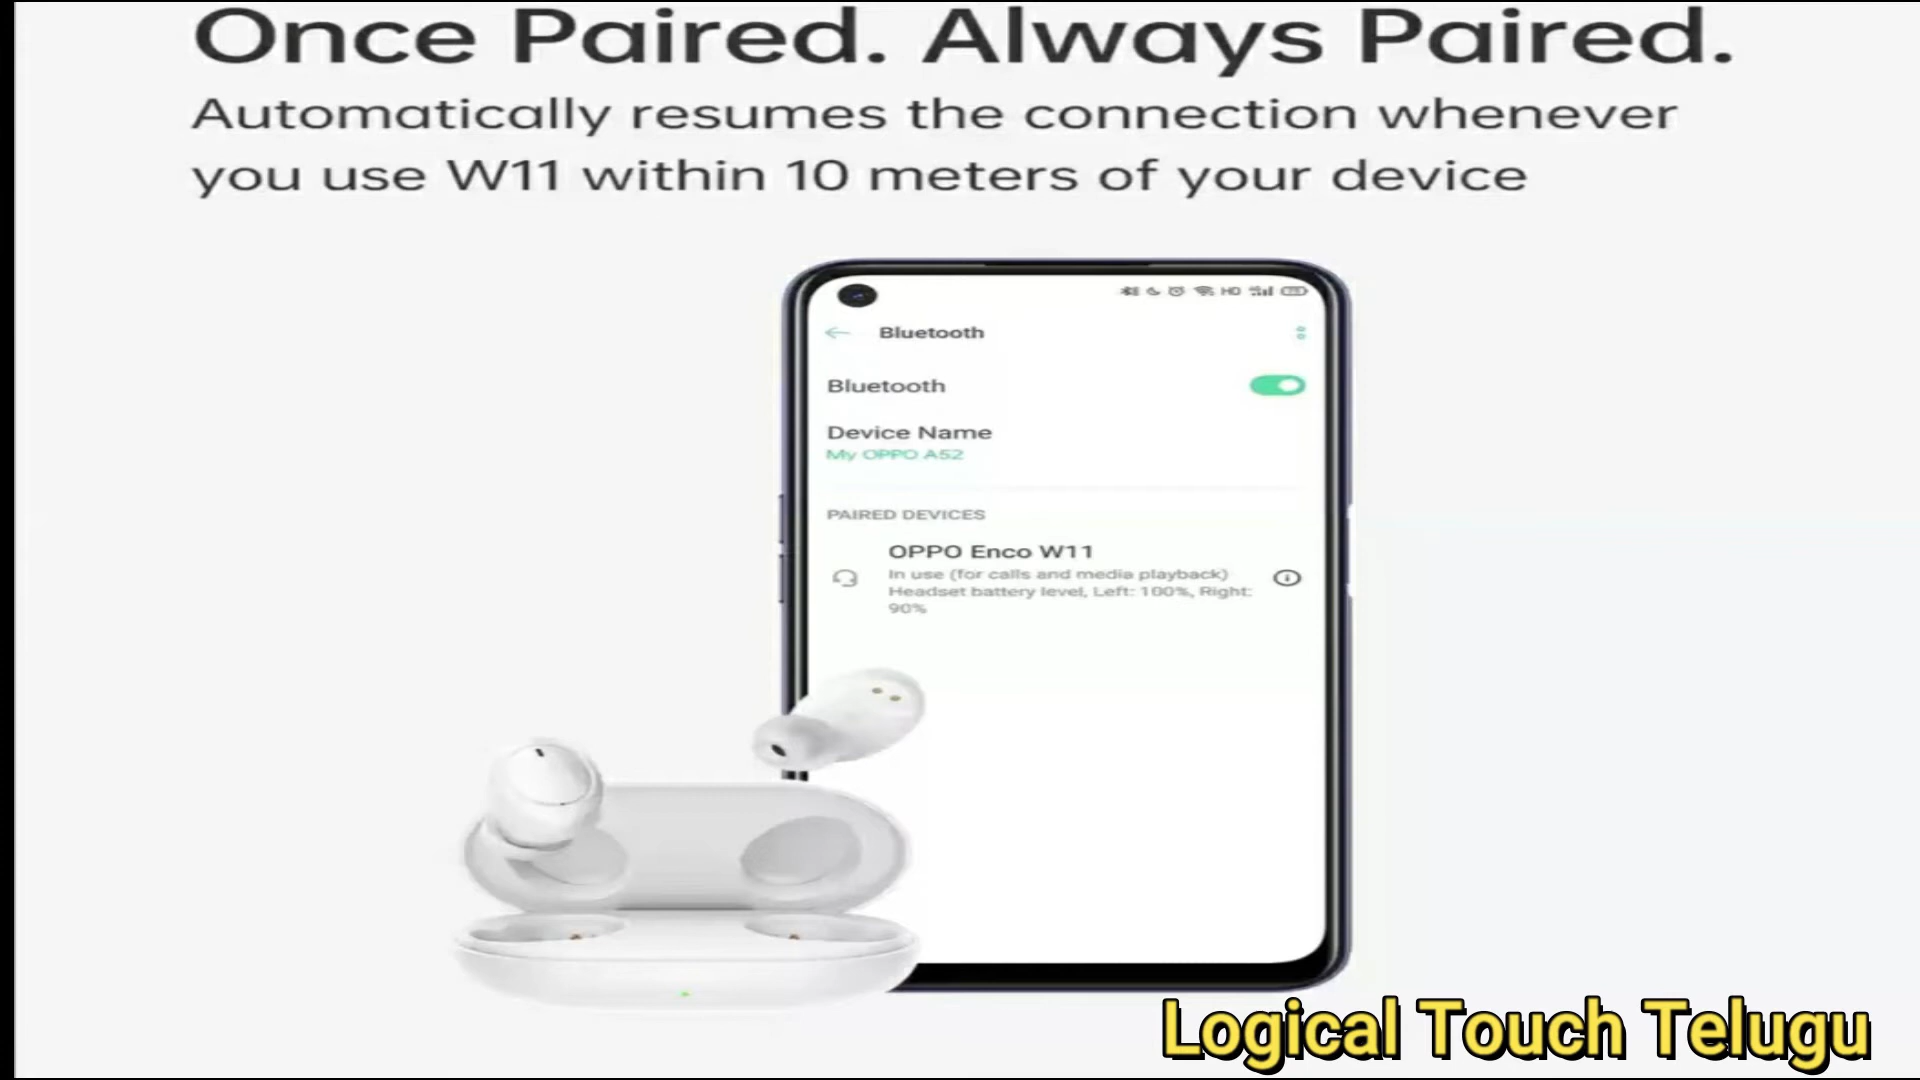 Once Paired. Always Paired.
Automatically resumes the connection whenever
you use W11 within 10 meters of your device
HD
Bluetooth
Bluetooth
Device Name
My OPPO A52
PAIRED DEVICES
OPPO Enco W11
In use (for calls and media playback)
Headset battery level, Left: 100%, Right:
90%
Logical Touch Telugu